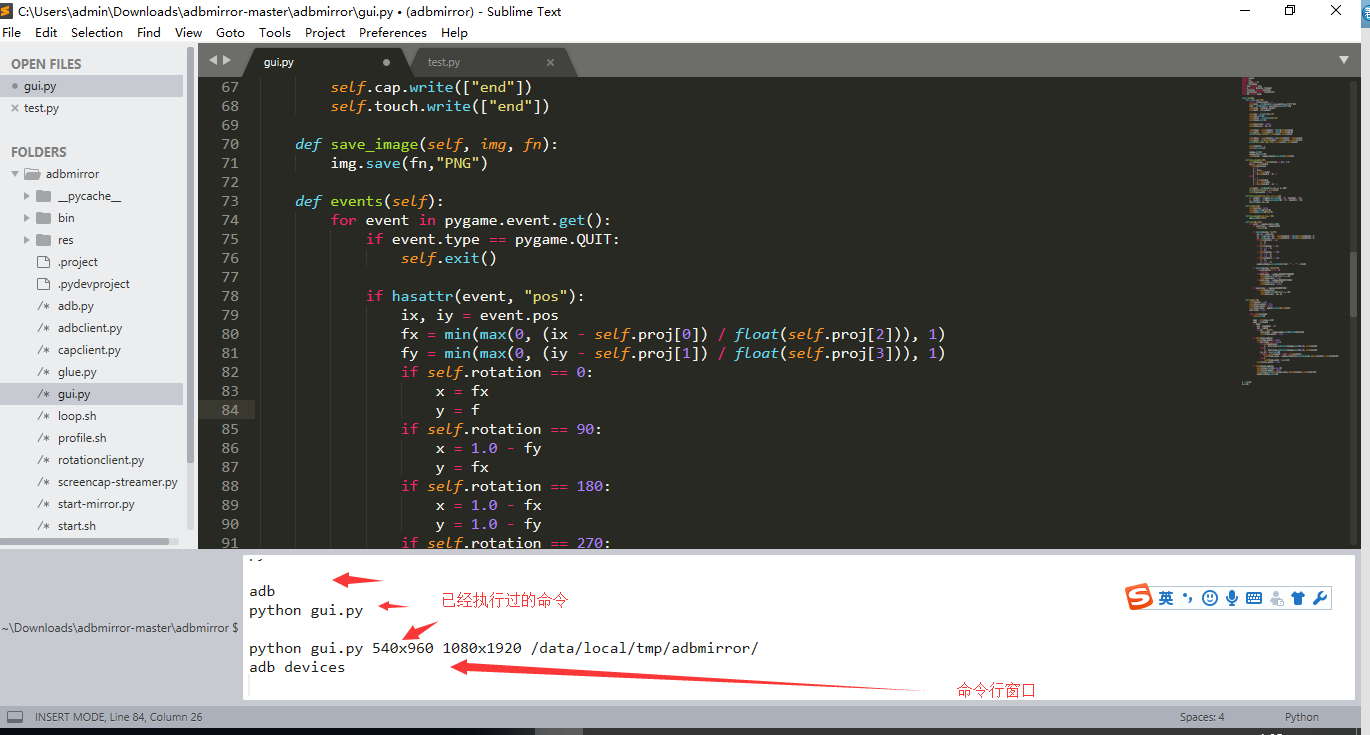 C:\Users\admin\Downloads\adbmirror-master\adbmirror\gui.py • (adbmirror) - Sublime Text
File Edit Selection Find View Goto Tools Project Preferences Help
OPEN FILES
gui.py
test.py
FOLDERS
adbmirror
__pycache__
bin
res
.project
.pydevproject
/* adb.py
/* adbclient.py
/* capclient.py
/* glue.py
/* gui.py
/* loop.sh
/* profile.sh
/* rotationclient.py
/* screencap-streamer.py
/* start-mirror.py
/* start.sh
gui.py test.py
67 self.cap.write(["end"])
68 self.touch.write(["end"])
69
70 def save_image(self, img, fn):
71 img.save(fn,"PNG")
72
73 def events(self):
74 for event in pygame.event.get():
75 if event.type == pygame.QUIT:
76 self.exit()
77
78 if hasattr(event, "pos"):
79 ix, iy = event.pos
80 fx = min(max(0, (ix - self.proj[0]) / float(self.proj[2])), 1)
81 fy = min(max(0, (iy - self.proj[1]) / float(self.proj[3])), 1)
82 if self.rotation == 0:
83 x = fx
84 y = f
85 if self.rotation == 90:
86 x = 1.0 - fy
87 y = fx
88 if self.rotation == 180:
89 x = 1.0 - fx
90 y = 1.0 - fy
91 if self.rotation == 270:
adb
python gui.py
已经执行过的命令
英
~\Downloads\adbmirror-master\adbmirror $
python gui.py 540x960 1080x1920 /data/local/tmp/adbmirror/
adb devices
命令行窗口
INSERT MODE, Line 84, Column 26
Spaces: 4
Python